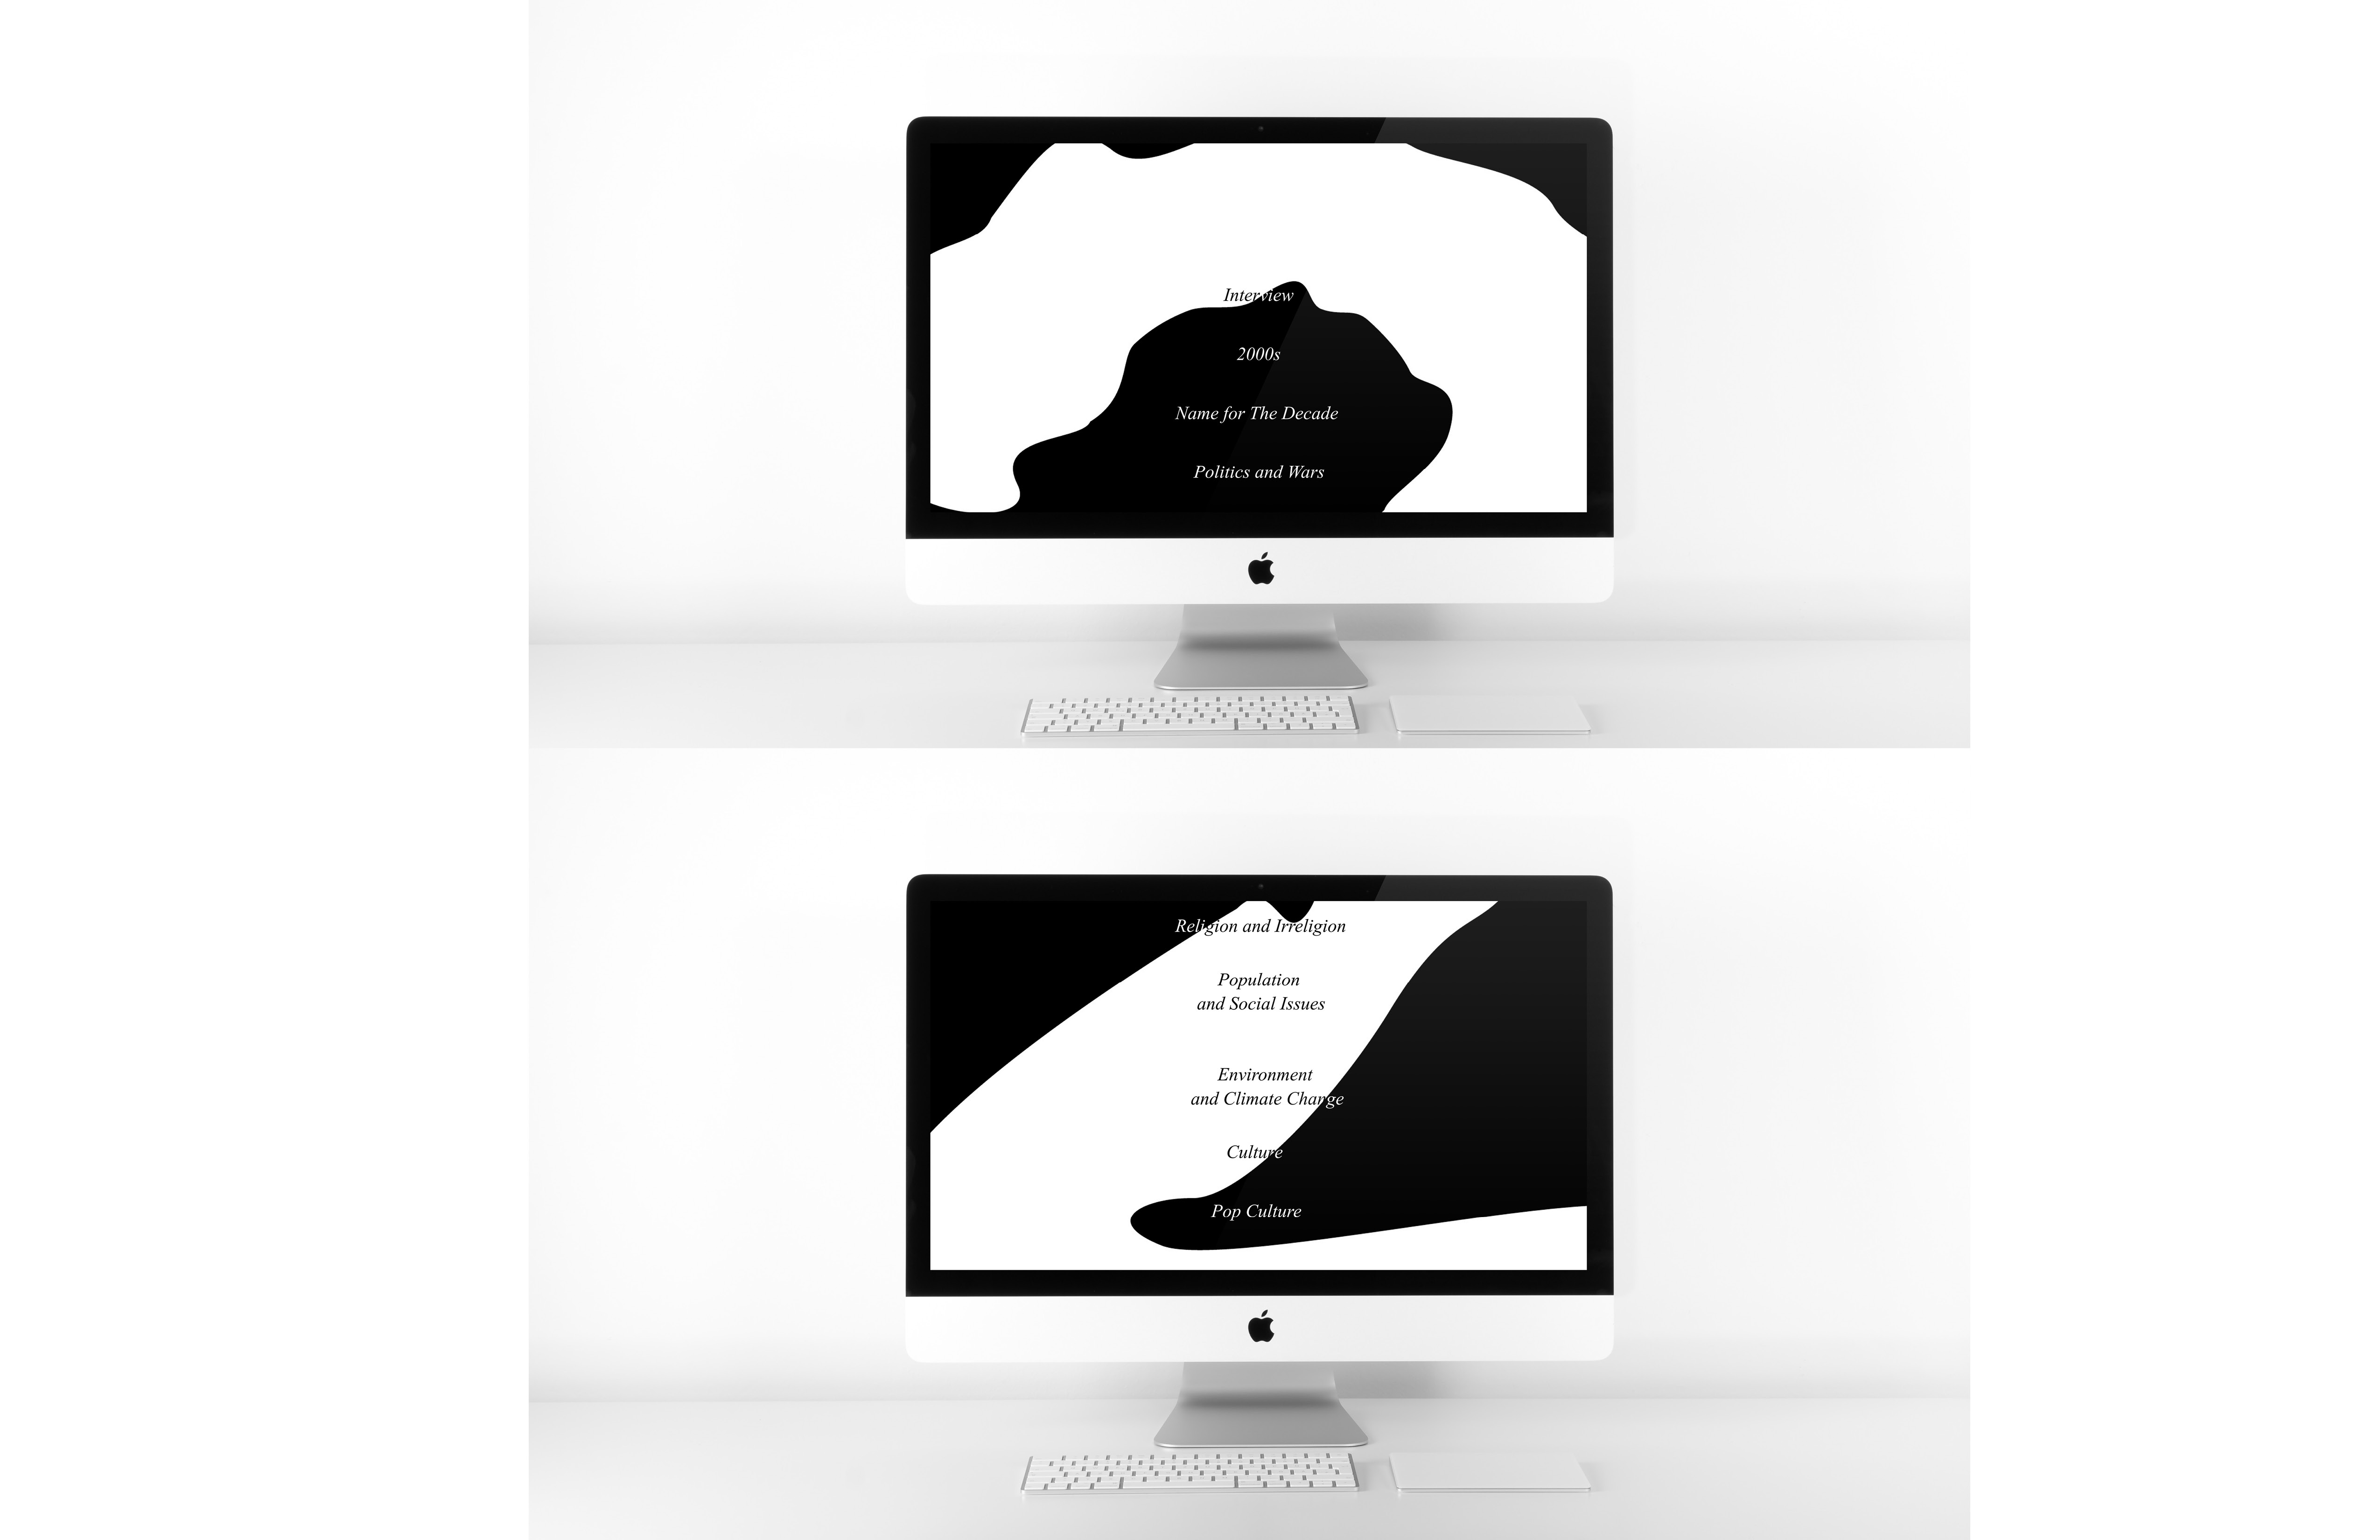 Interview
2000s
Name for The Decade
Politics and Wars
Religion and Irreligion
Population
and Social Issues
Environment
and Climate Change
Culture
Pop Culture